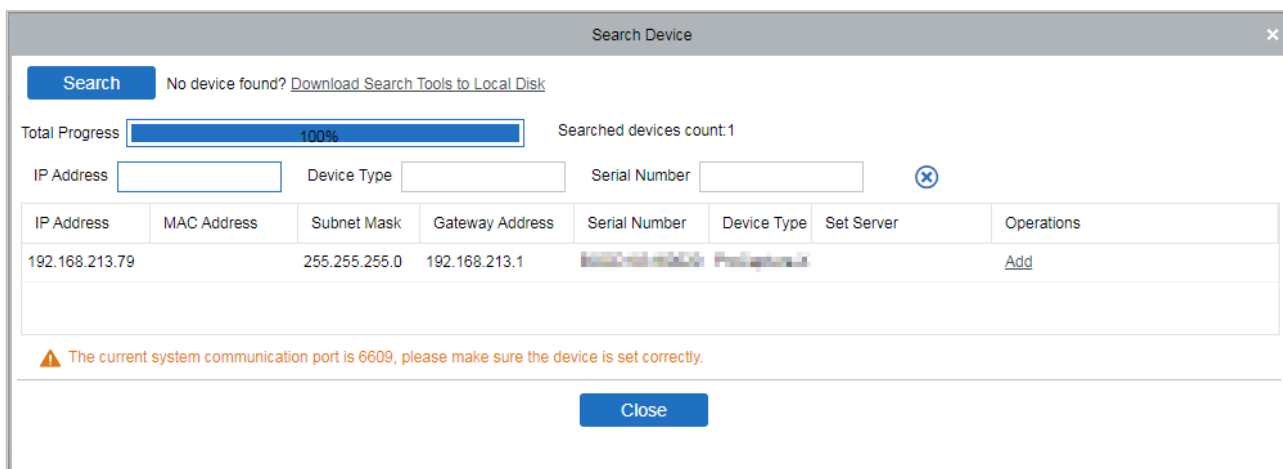 Search Device
Search No device found? Download Search Tools to Local Disk
Total Progress 100% Searched devices count:1
IP Address Device Type Serial Number
IP Address MAC Address Subnet Mask Gateway Address Serial Number Device Type Set Server Operations
192.168.213.79 255.255.255.0 192.168.213.1 Add
The current system communication port is 6609, please make sure the device is set correctly.
Close